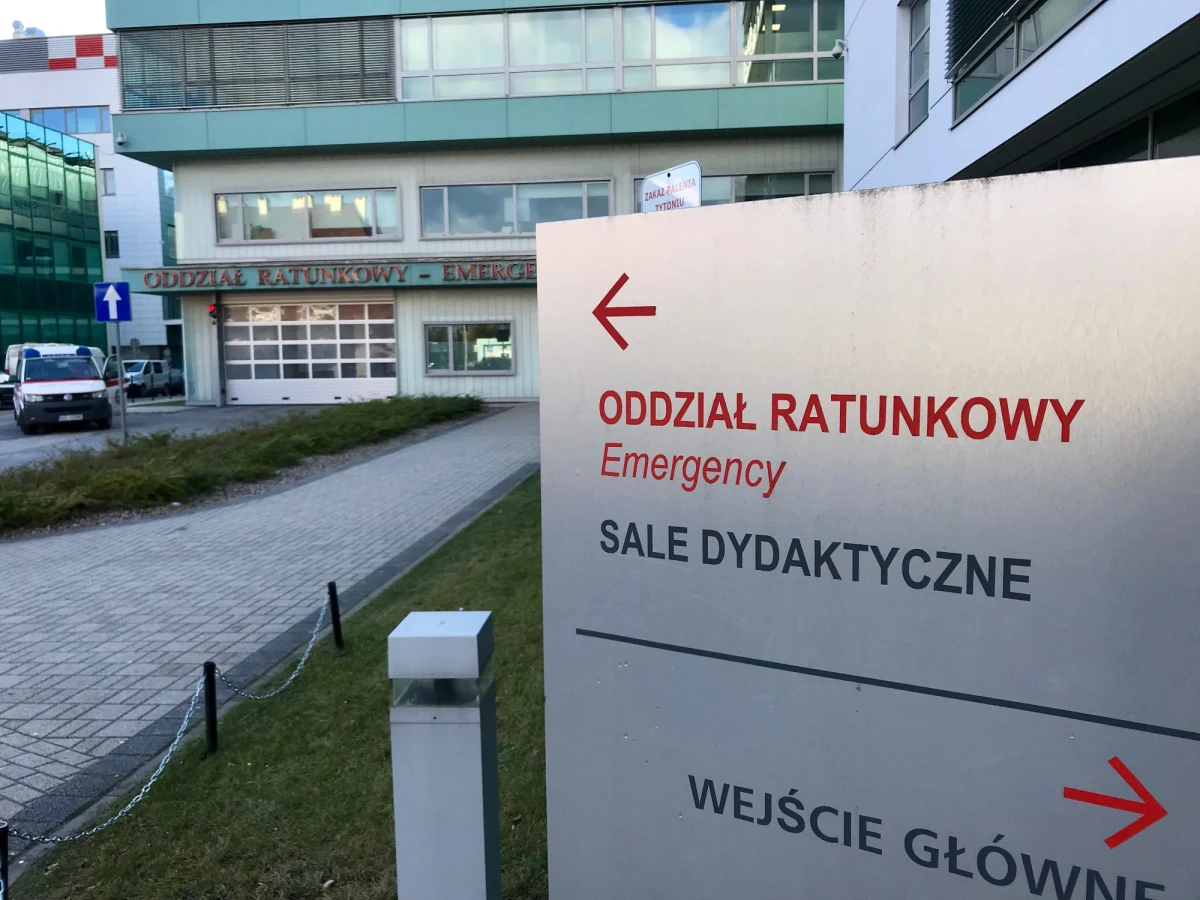 ZAKAZ PALENIA
TYTONIU
ODDZIAŁ RATUNKOWY - EMERGE
ODDZIAŁ RATUNKOWY
Emergency
SALE DYDAKTYCZNE
WEJŚCIE GŁÓWNE